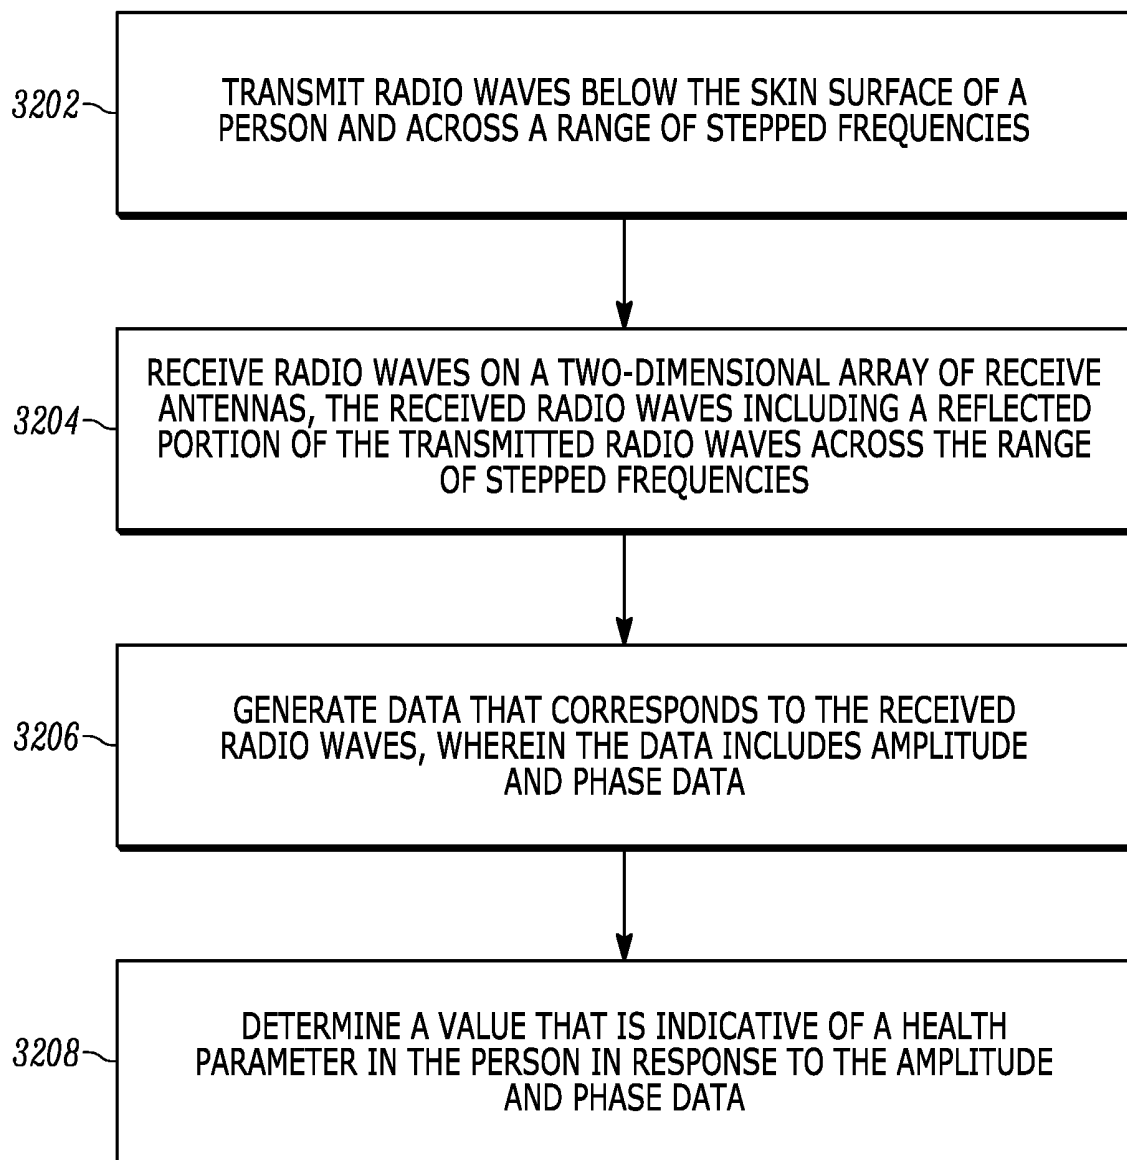 3202
TRANSMIT RADIO WAVES BELOW THE SKIN SURFACE OF A
PERSON AND ACROSS A RANGE OF STEPPED FREQUENCIES
3204
RECEIVE RADIO WAVES ON A TWO-DIMENSIONAL ARRAY OF RECEIVE
ANTENNAS, THE RECEIVED RADIO WAVES INCLUDING A REFLECTED
PORTION OF THE TRANSMITTED RADIO WAVES ACROSS THE RANGE
OF STEPPED FREQUENCIES
3206
GENERATE DATA THAT CORRESPONDS TO THE RECEIVED
RADIO WAVES, WHEREIN THE DATA INCLUDES AMPLITUDE
AND PHASE DATA
3208
DETERMINE A VALUE THAT IS INDICATIVE OF A HEALTH
PARAMETER IN THE PERSON IN RESPONSE TO THE AMPLITUDE
AND PHASE DATA